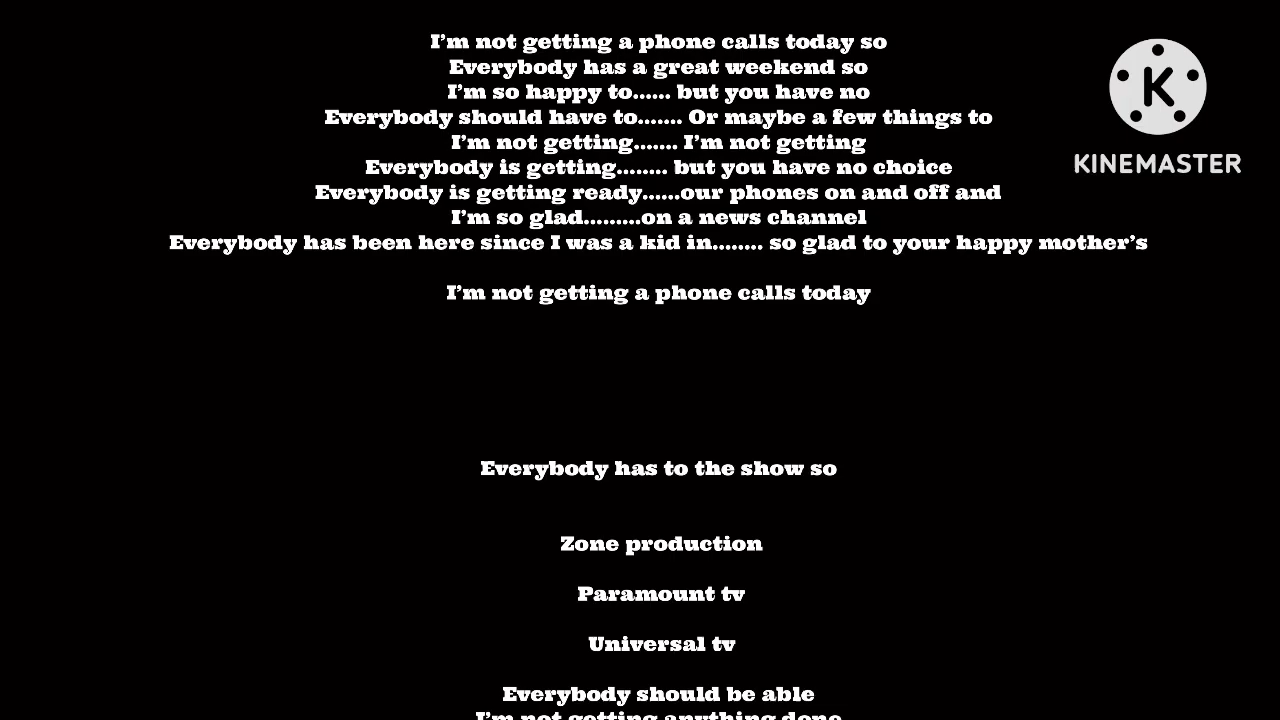 I'm not getting a phone calls today so
Everybody has a great weekend so
I'm so happy to...... but you have no
Everybody should have to....... Or maybe a few things to
I'm not getting....... I'm not getting
Everybody is getting........ but you have no choice
Everybody is getting ready......our phones on and off and
I'm so glad.........on a news channel
Everybody has been here since I was a kid in........ so glad to your happy mother's
I'm not getting a phone calls today
K
KINEMASTER
Everybody has to the show so
Zone production
Paramount tv
Universal tv
Everybody should be able
I'm not getting anything done